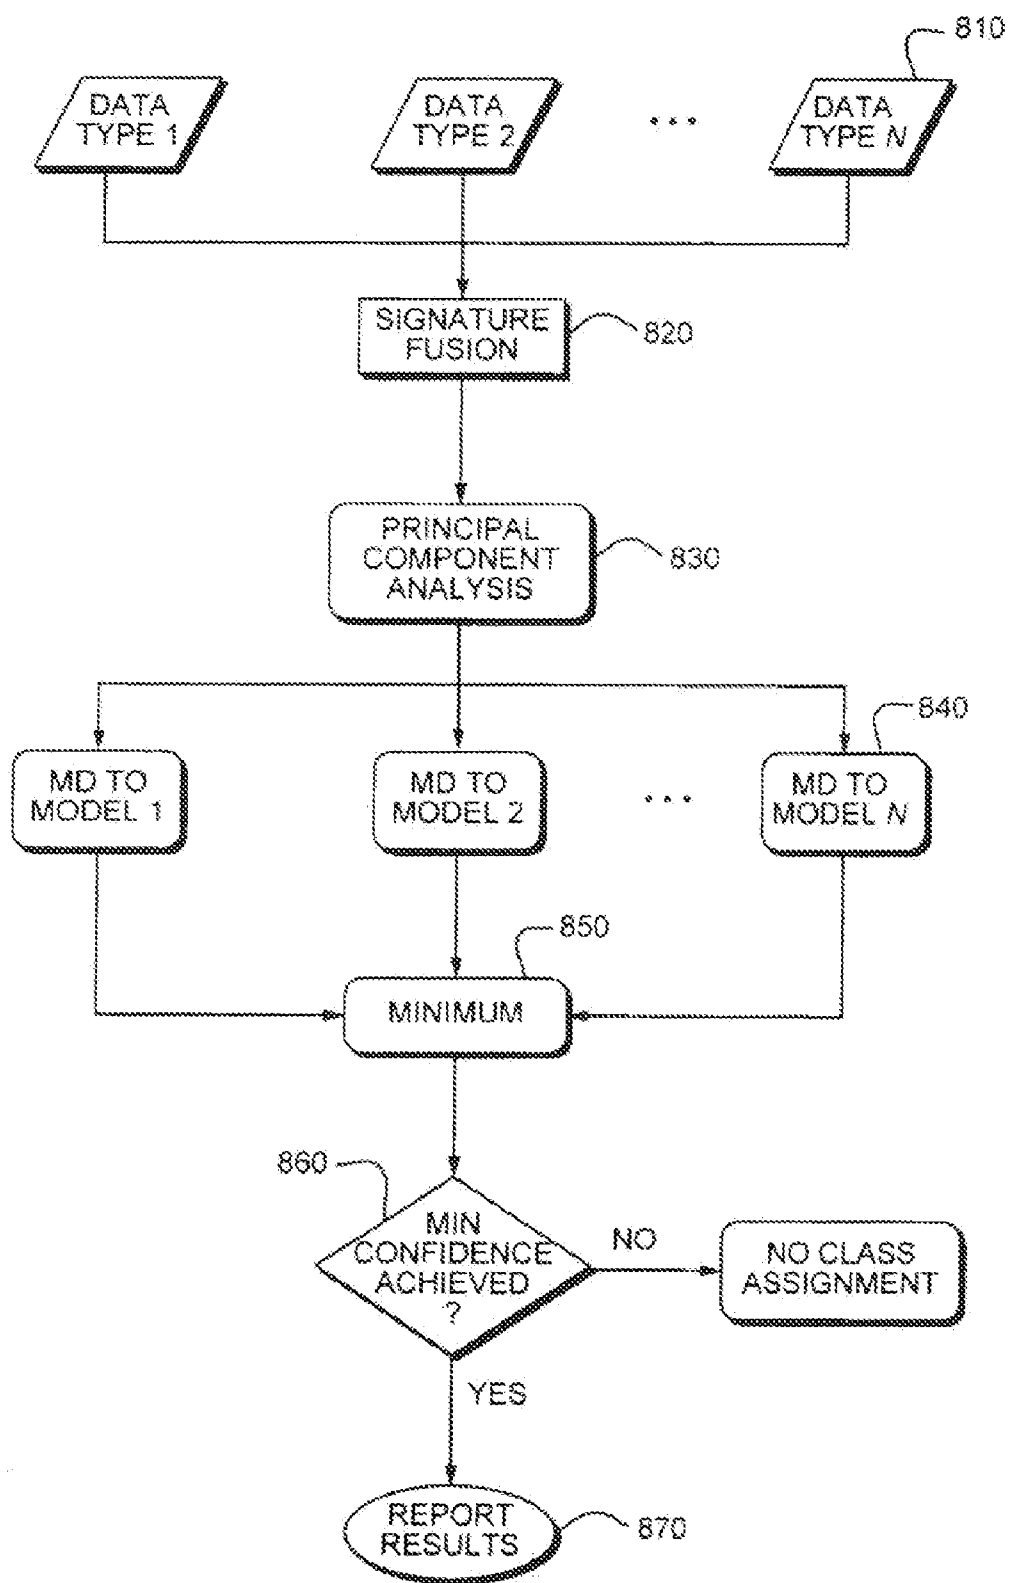 810
DATA
TYPE 1
DATA
TYPE 2
...
DATA
TYPE N
SIGNATURE
FUSION
820
PRINCIPAL
COMPONENT
ANALYSIS
830
840
MD TO
MODEL 1
MD TO
MODEL 2
...
MD TO
MODEL N
850
MINIMUM
860
MIN
CONFIDENCE
ACHIEVED
?
NO
NO CLASS
ASSIGNMENT
YES
REPORT
RESULTS
870